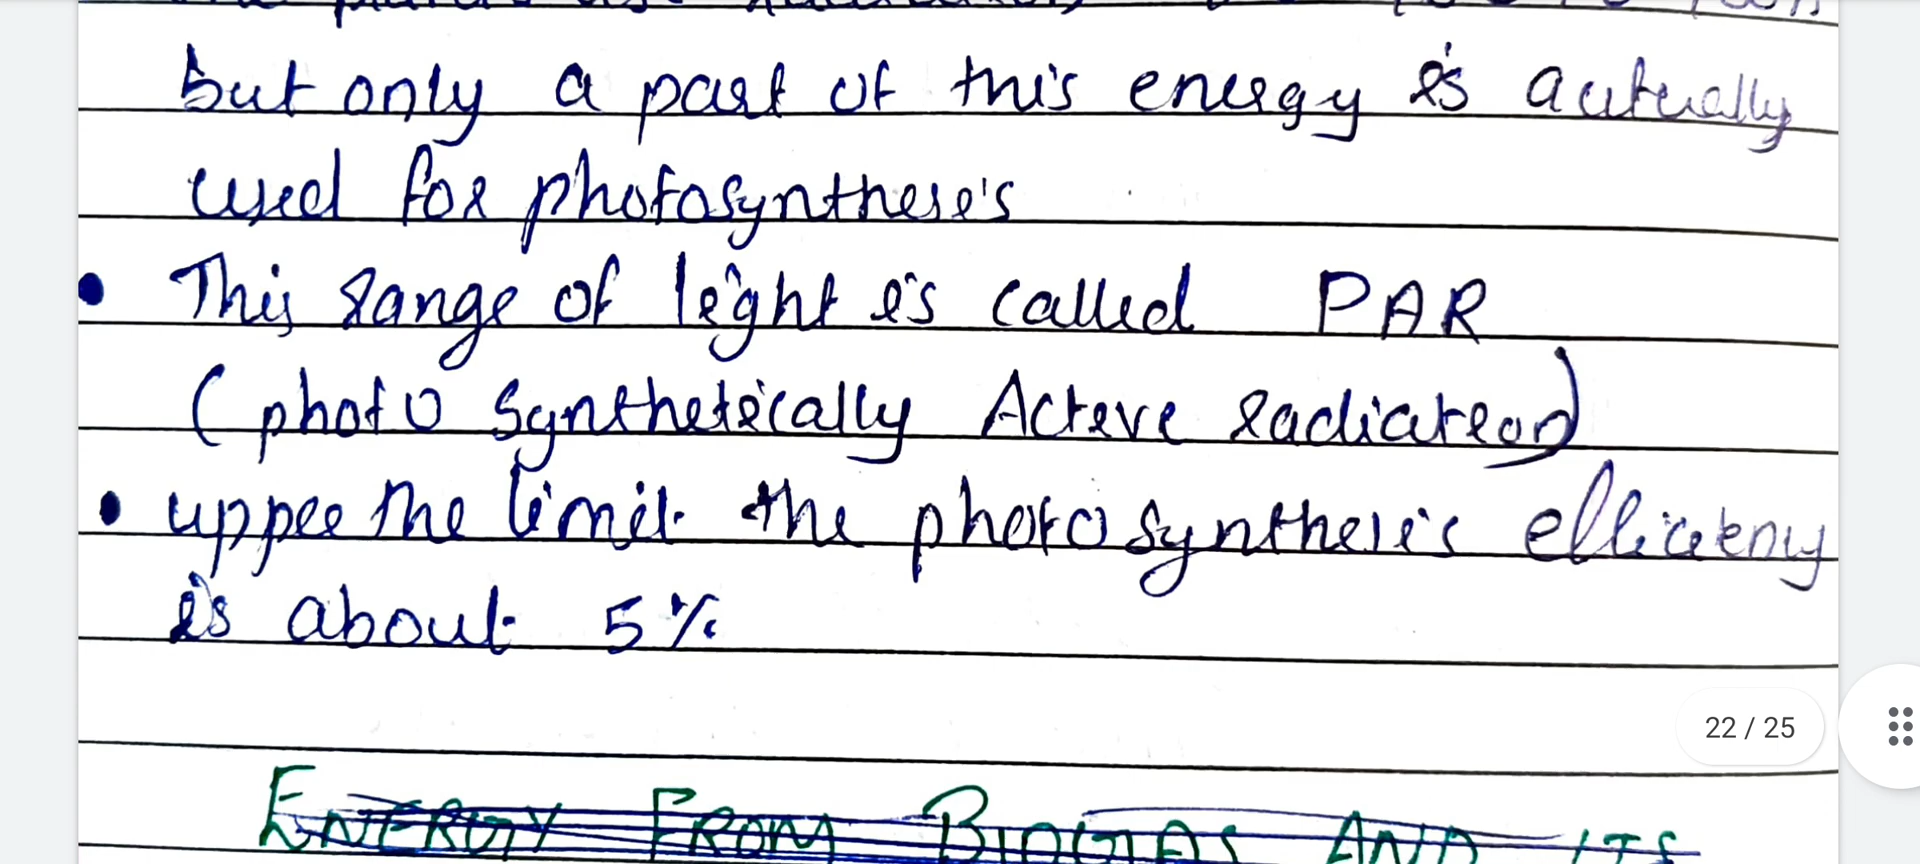 but only a part of this energy is actually
used for photosynthesis
• This range of light is called PAR
(photo synthetically Active radiation)
• upper the limit the photosynthesis efficiency
is about 5%
22 / 25
ENERGY FROM BIOGAS AND ITS